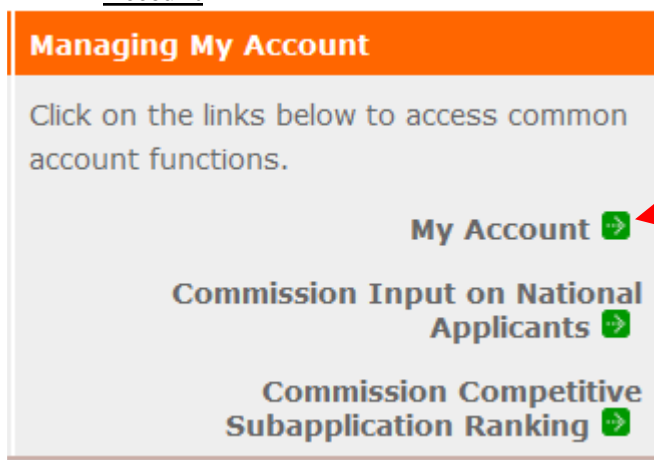 Managing My Account
Click on the links below to access common
account functions.
My Account
Commission Input on National
Applicants
Commission Competitive
Subapplication Ranking